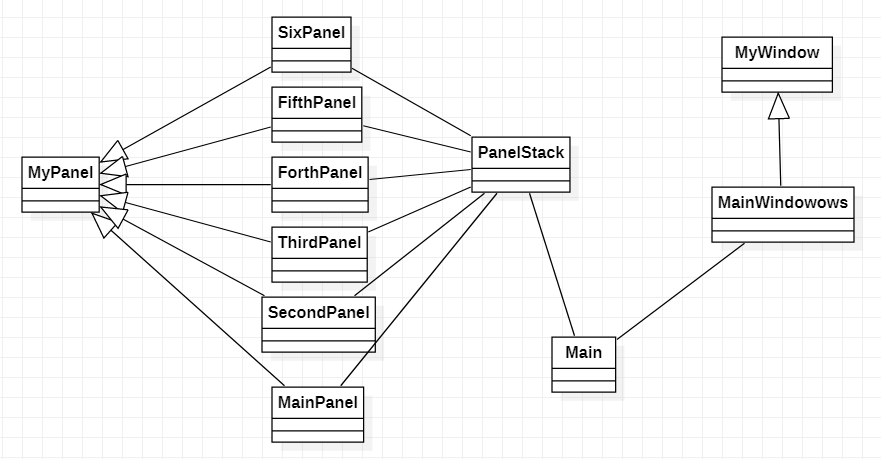 SixPanel
MyWindow
FifthPanel
PanelStack
MyPanel
ForthPanel
MainWindowows
ThirdPanel
SecondPanel
Main
MainPanel